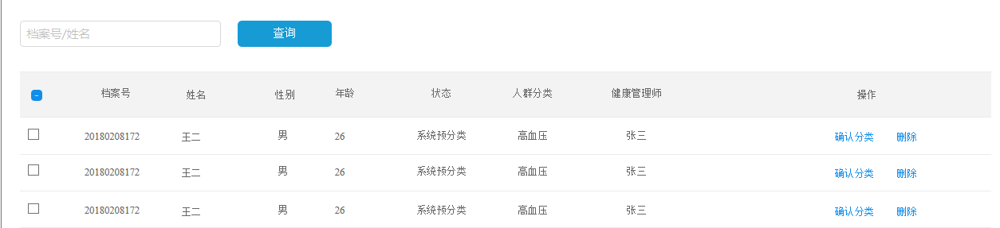 档案号/姓名 查询
档案号 姓名 性别 年龄 状态 人群分类 健康管理师 操作
20180208172 王二 男 26 系统预分类 高血压 张三 确认分类 删除
20180208172 王二 男 26 系统预分类 高血压 张三 确认分类 删除
20180208172 王二 男 26 系统预分类 高血压 张三 确认分类 删除